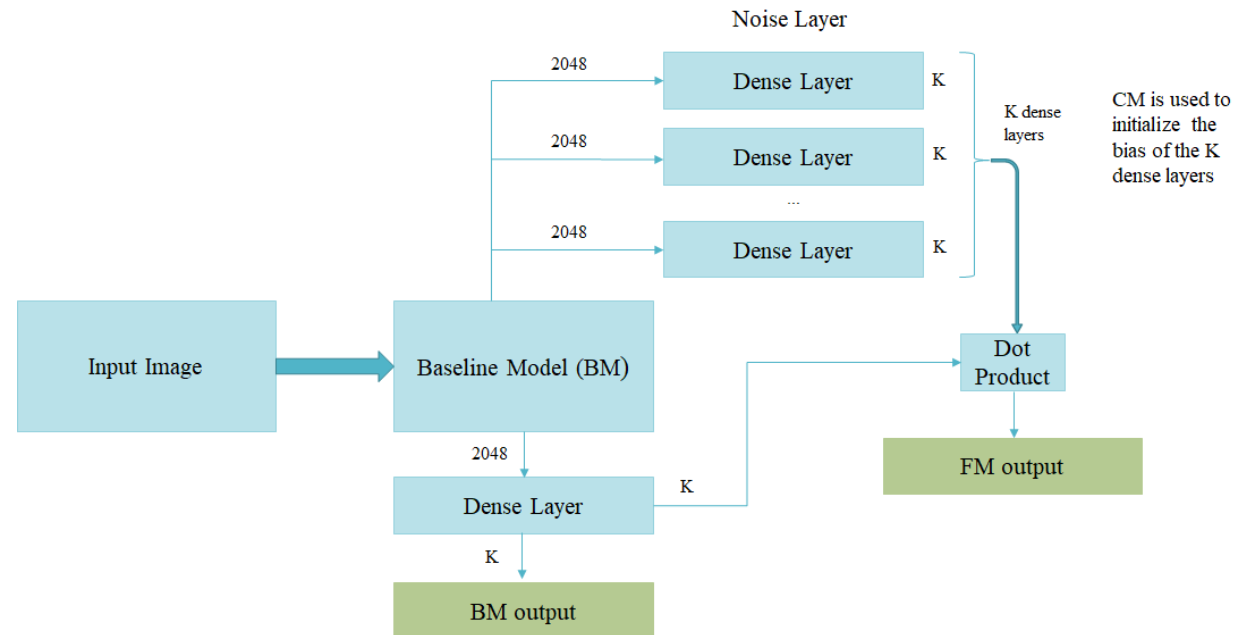 Noise Layer
2048
Dense Layer
K
2048
Dense Layer
K
...
2048
Dense Layer
K
K dense
layers
CM is used to
initialize the
bias of the K
dense layers
Input Image
Baseline Model (BM)
Dot
Product
2048
Dense Layer
K
FM output
K
BM output